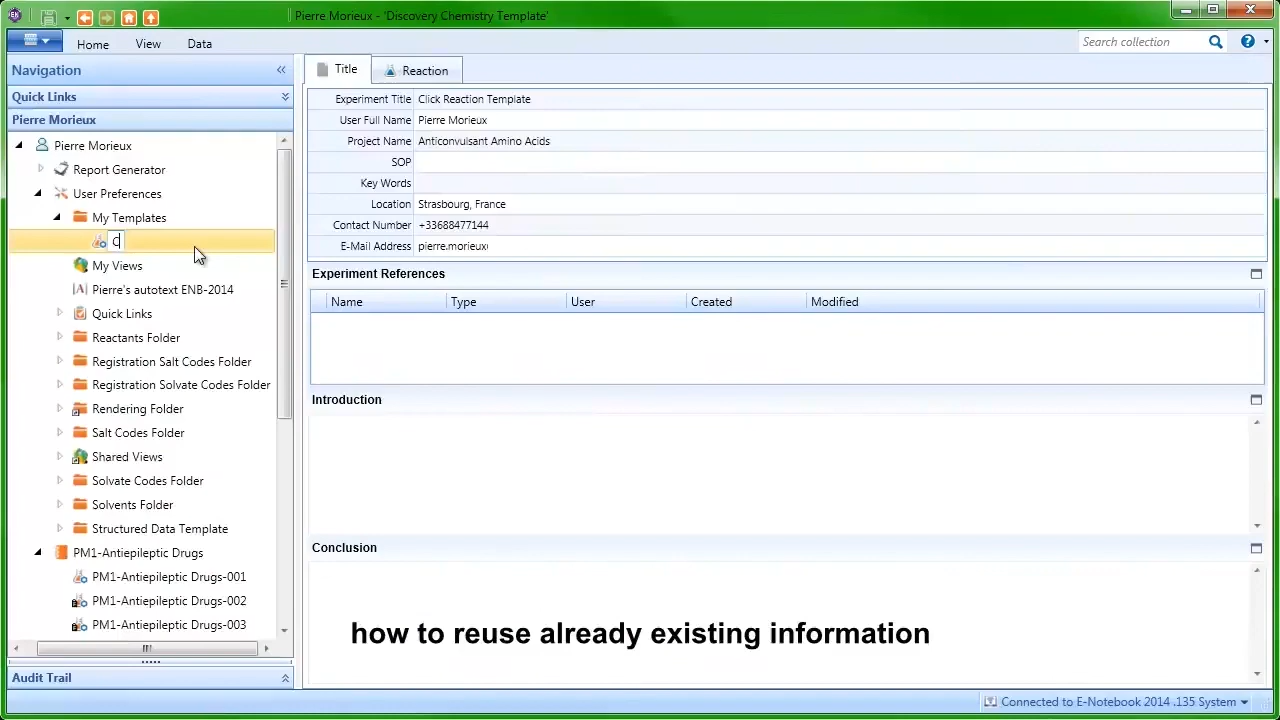 Pierre Morieux - 'Discovery Chemistry Template'
Home View Data
Search collection
Navigation
Quick Links
Pierre Morieux
Pierre Morieux
Report Generator
User Preferences
My Templates
C
My Views
Pierre's autotext ENB-2014
Quick Links
Reactants Folder
Registration Salt Codes Folder
Registration Solvate Codes Folder
Rendering Folder
Salt Codes Folder
Shared Views
Solvate Codes Folder
Solvents Folder
Structured Data Template
PM1-Antiepileptic Drugs
PM1-Antiepileptic Drugs-001
PM1-Antiepileptic Drugs-002
PM1-Antiepileptic Drugs-003
Audit Trail
Title Reaction
Experiment Title Click Reaction Template
User Full Name Pierre Morieux
Project Name Anticonvuisant Amino Acids
SOP
Key Words
Location Strasbourg, France
Contact Number +33688477144
E-Mail Address pierre.morieux
Experiment References
Name Type User Created Modified
Introduction
Conclusion
how to reuse already existing information
Connected to E-Notebook 2014 .135 System